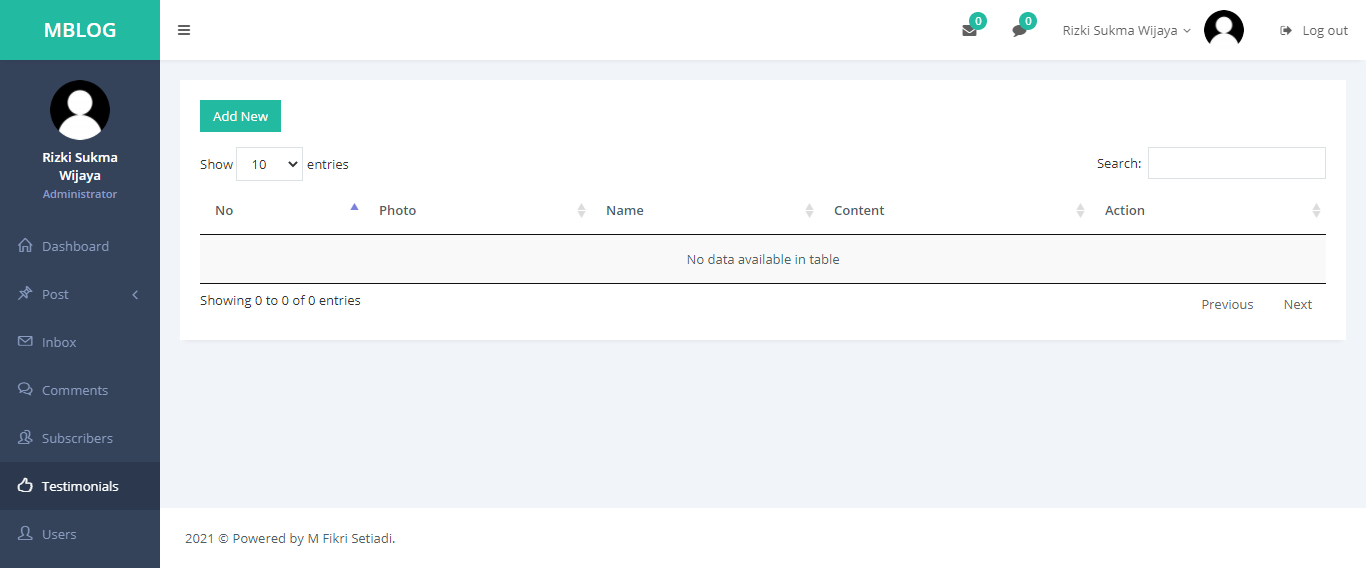 MBLOG
0
0
Rizki Sukma Wijaya
Log out
Rizki Sukma
Wijaya
Administrator
Dashboard
Post
Inbox
Comments
Subscribers
Testimonials
Users
Add New
Show 10 entries
Search:
No Photo Name Content Action
No data available in table
Showing 0 to 0 of 0 entries
Previous Next
2021 © Powered by M Fikri Setiadi.